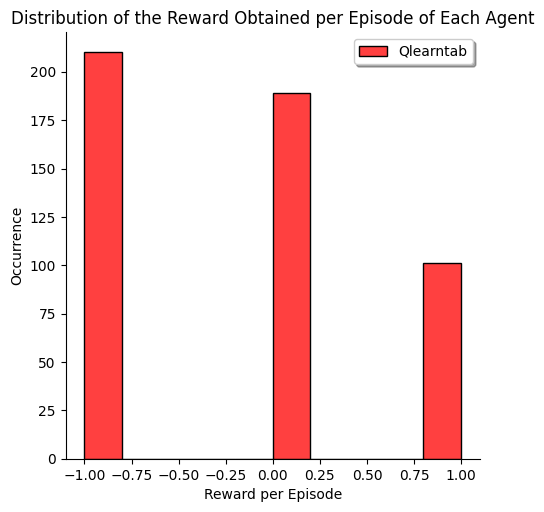 Distribution of the Reward Obtained per Episode of Each Agent
Qlearntab
200
175
150
125
100
75
50
25
0
Occurrence
−1.00 −0.75 −0.50 −0.25 0.00 0.25 0.50 0.75 1.00
Reward per Episode